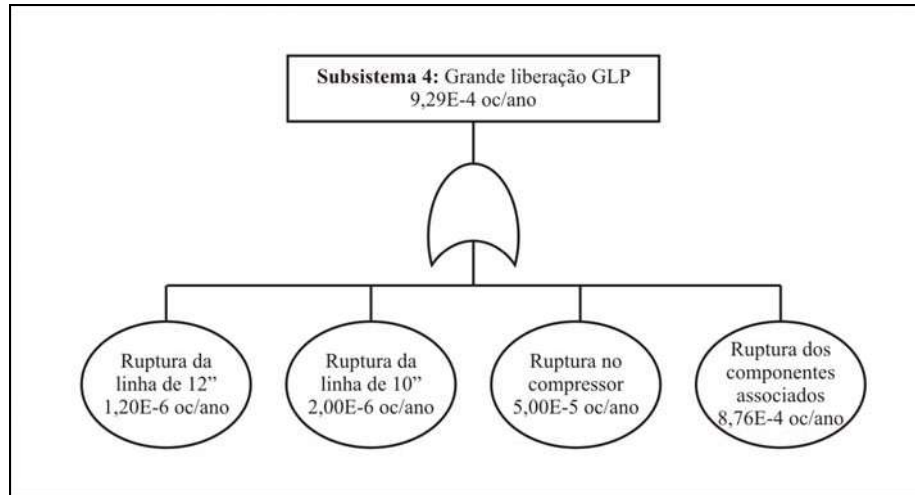 Subsistema 4: Grande liberação GLP
9,29E-4 oc/ano
Ruptura da
linha de 12”
1,20E-6 oc/ano
Ruptura da
linha de 10”
2,00E-6 oc/ano
Ruptura no
compressor
5,00E-5 oc/ano
Ruptura dos
componentes
associados
8,76E-4 oc/ano